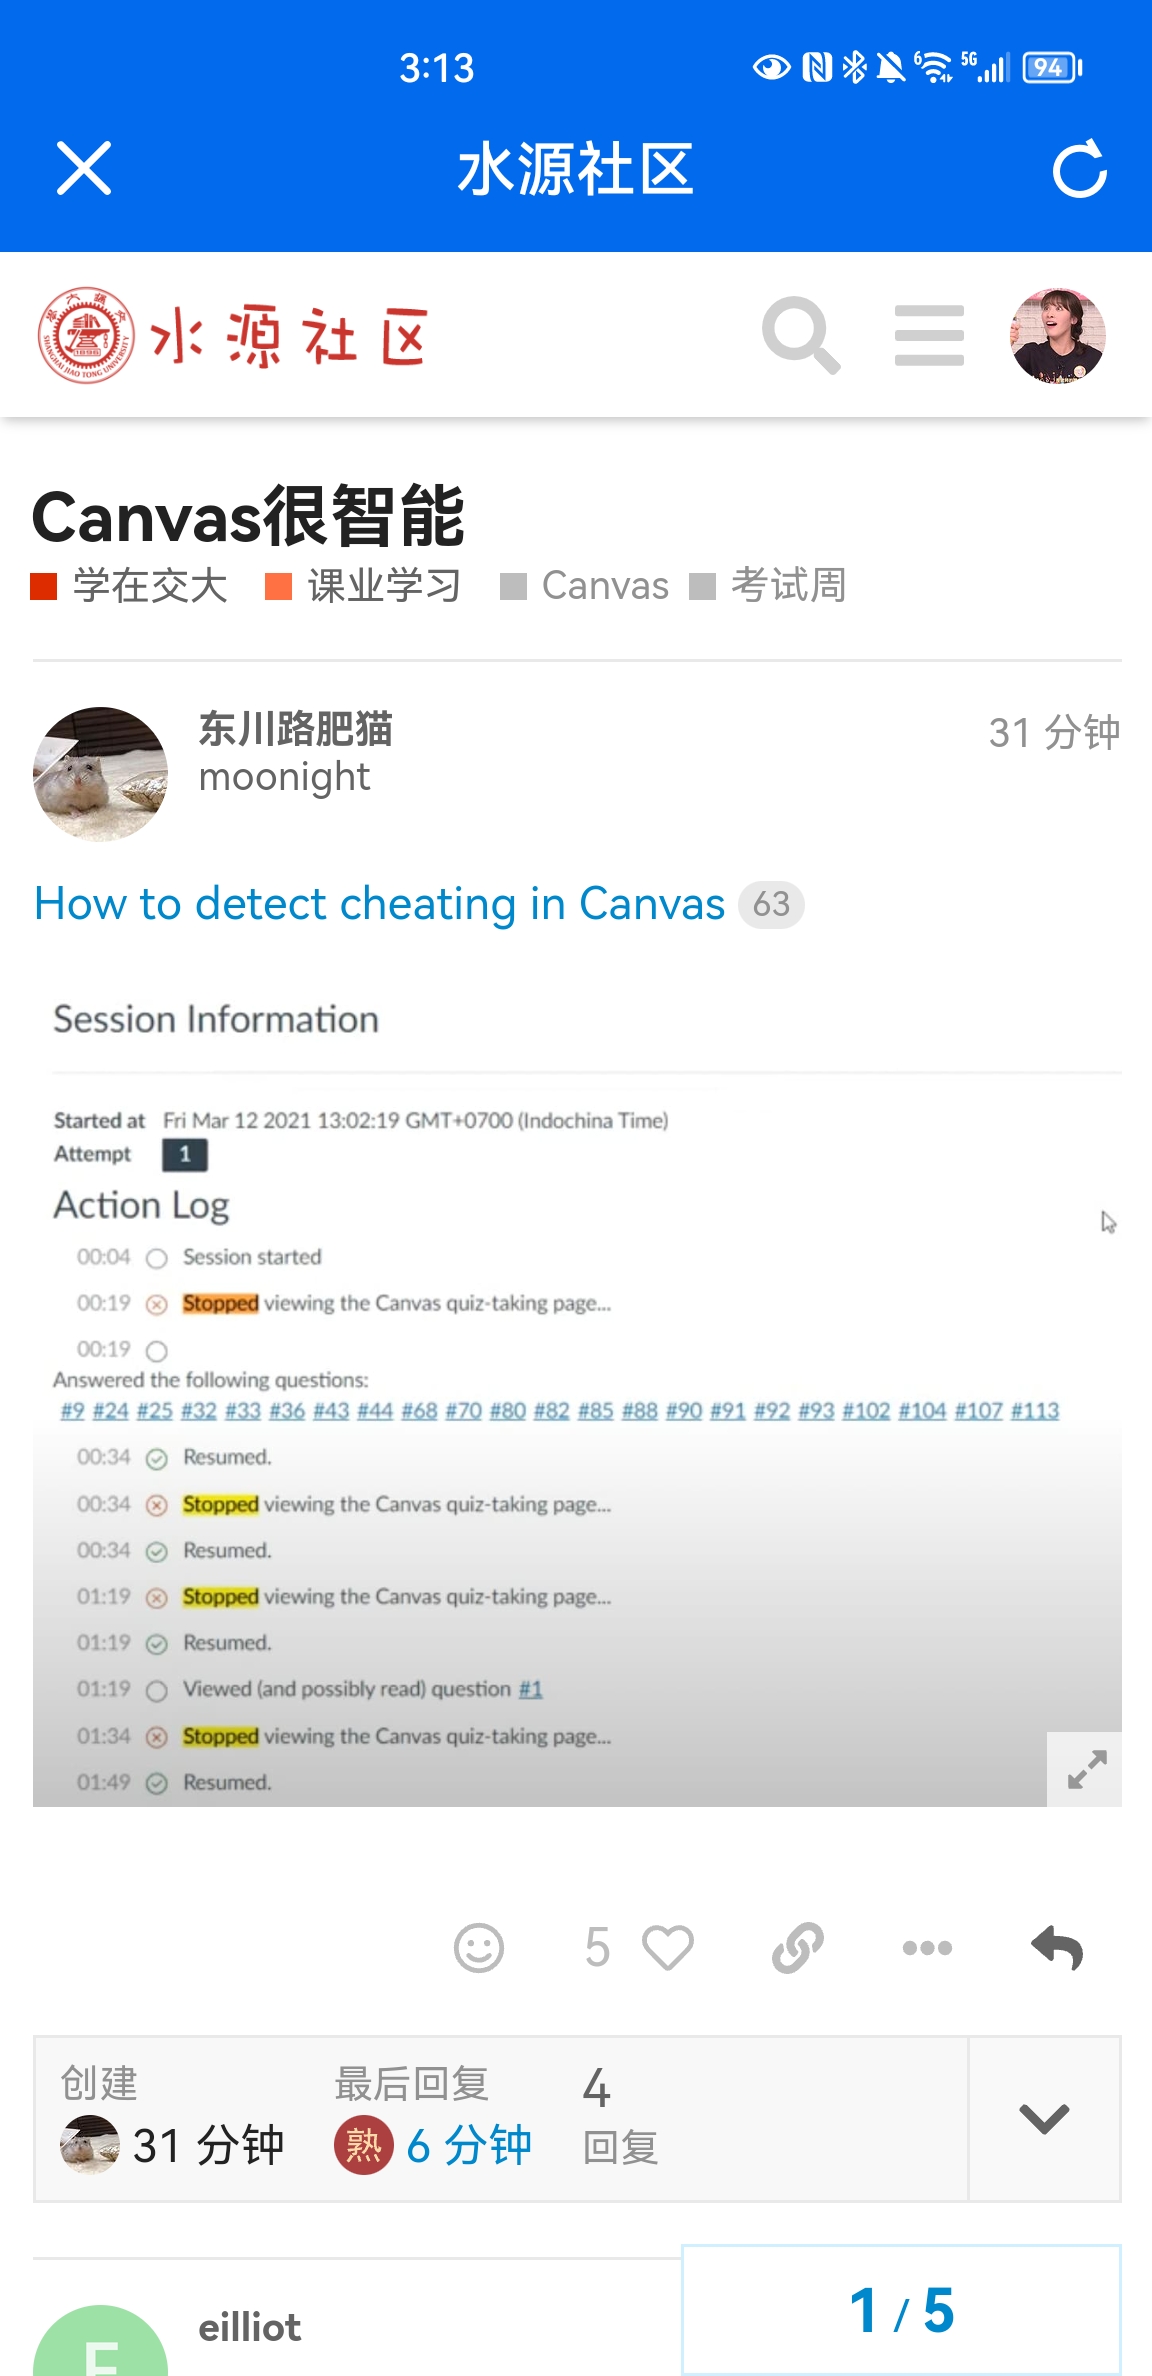 3:13
6
5G
94
水源社区
SHANGHAI JIAO TONG UNIVERSITY
水源社区
Canvas很智能
学在交大 课业学习 Canvas 考试周
东川路肥猫
31 分钟
moonight
How to detect cheating in Canvas 63
Session Information
Started at Fri Mar 12 2021 13:02:19 GMT+0700 (Indochina Time)
Attempt 1
Action Log
00:04 Session started
00:19 Stopped viewing the Canvas quiz-taking page...
00:19
Answered the following questions:
#9 #24 #25 #32 #33 #36 #43 #44 #68 #70 #80 #82 #85 #88 #90 #91 #92 #93 #102 #104 #107 #113
00:34 Resumed.
00:34 Stopped viewing the Canvas quiz-taking page...
00:34 Resumed.
01:19 Stopped viewing the Canvas quiz-taking page...
01:19 Resumed.
01:19 Viewed (and possibly read) question #1
01:34 Stopped viewing the Canvas quiz-taking page...
01:49 Resumed.
5
创建 最后回复 4
31 分钟 熟 6 分钟 回复
1 / 5
eilliot
E